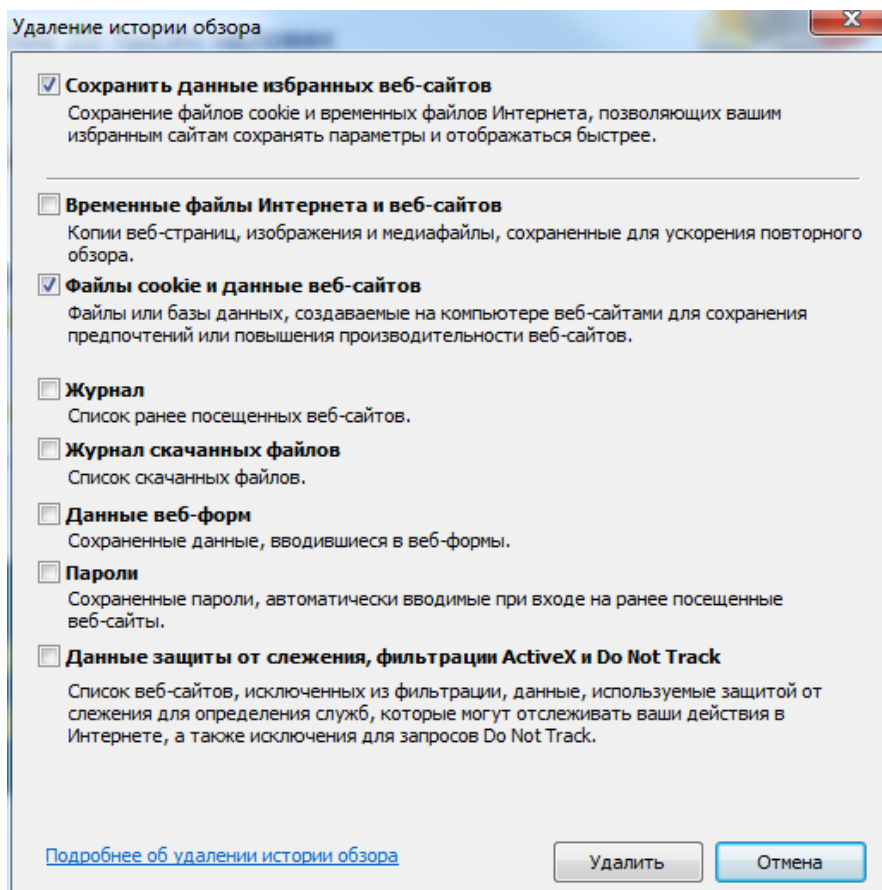 Удаление истории обзора
Сохранить данные избранных веб-сайтов
Сохранение файлов cookie и временных файлов Интернета, позволяющих вашим
избранным сайтам сохранять параметры и отображаться быстрее.
Временные файлы Интернета и веб-сайтов
Копии веб-страниц, изображения и медиафайлы, сохраненные для ускорения повторного
обзора.
Файлы cookie и данные веб-сайтов
Файлы или базы данных, создаваемые на компьютере веб-сайтами для сохранения
предпочтений или повышения производительности веб-сайтов.
Журнал
Список ранее посещенных веб-сайтов.
Журнал скачанных файлов
Список скачанных файлов.
Данные веб-форм
Сохраненные данные, вводившиеся в веб-формы.
Пароли
Сохраненные пароли, автоматически вводимые при входе на ранее посещенные
веб-сайты.
Данные защиты от слежения, фильтрации ActiveX и Do Not Track
Список веб-сайтов, исключенных из фильтрации, данные, используемые защитой от
слежения для определения служб, которые могут отслеживать ваши действия в
Интернете, а также исключения для запросов Do Not Track.
Подробнее об удалении истории обзора
Удалить
Отмена